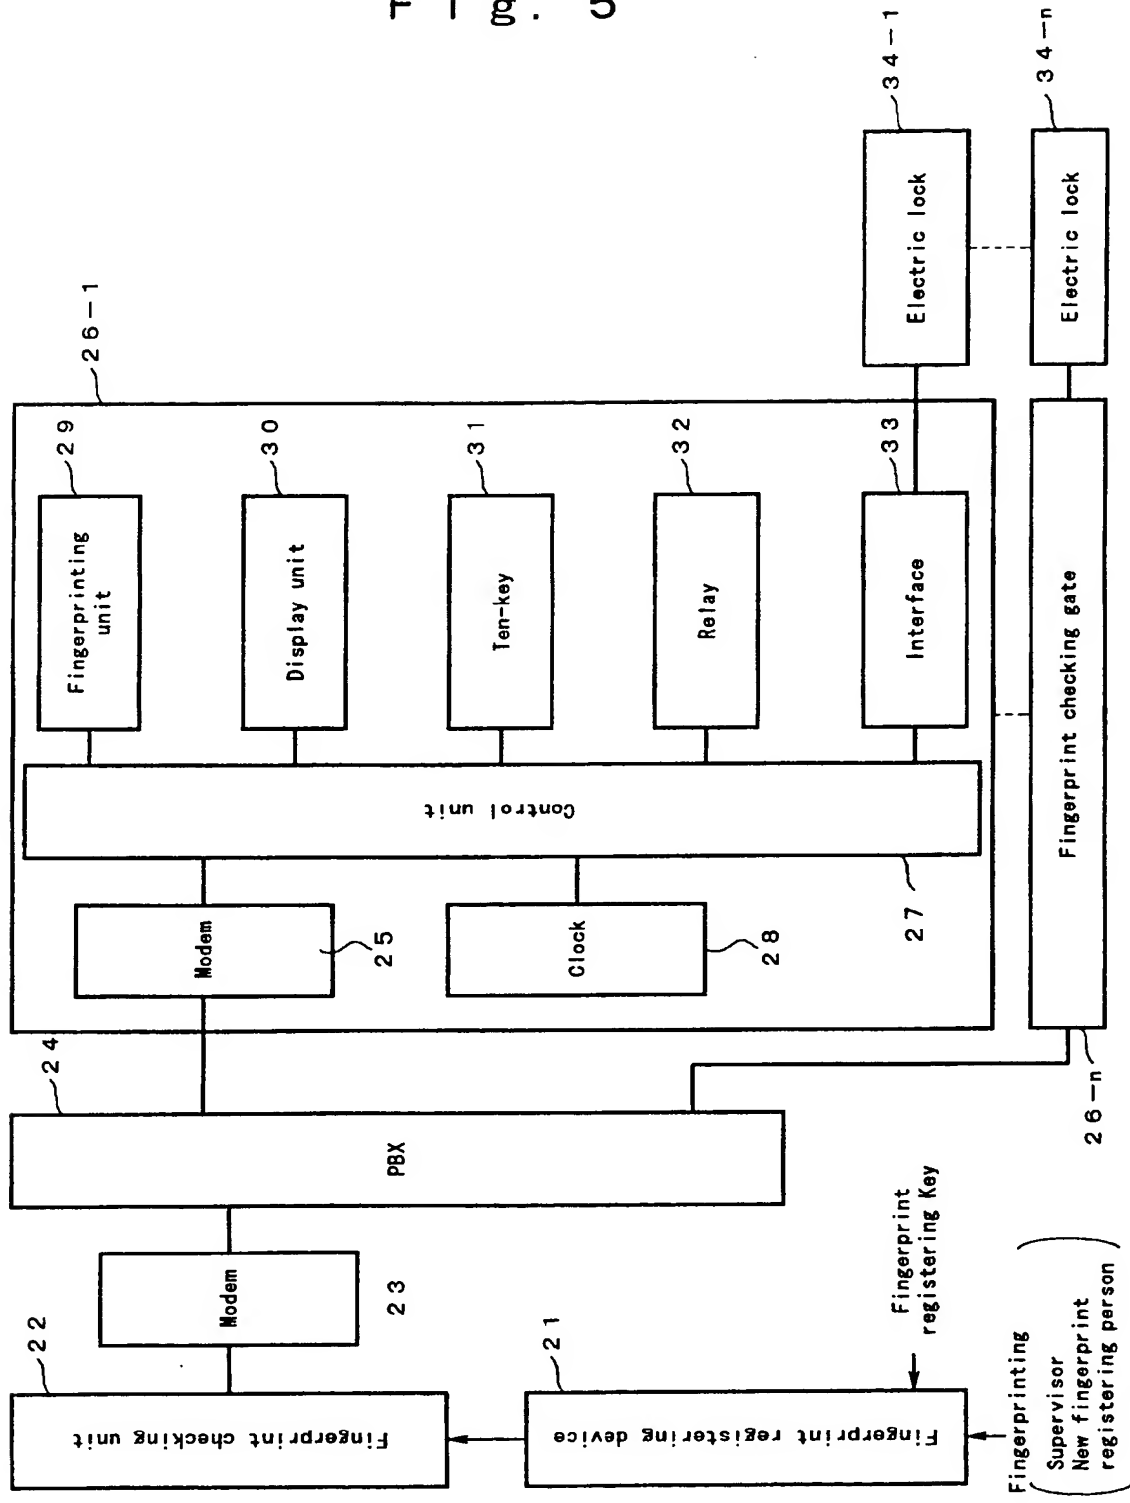 Fig. 5
34-1
34-n
Electric lock
Electric lock
26-1
29
30
31
32
33
Fingerprinting
unit
Display unit
Ten-key
Relay
Interface
Fingerprint checking gate
Control unit
27
Modem
25
Clock
28
24
PBX
26-n
Modem
23
22
Fingerprint checking unit
21
Fingerprint registering device
Fingerprint
registering Key
Fingerprinting
Supervisor
New fingerprint
registering person